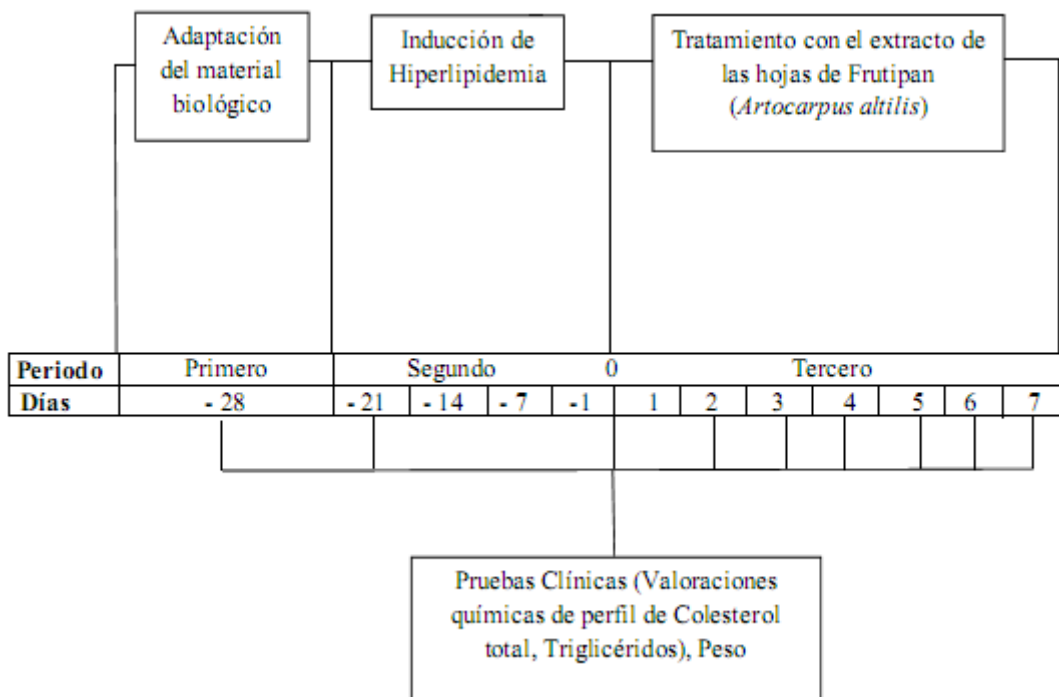 Adaptación
del material
biológico
Inducción de
Hiperlipidemia
Tratamiento con el extracto de
las hojas de Frutipan
(Artocarpus altilis)
Periodo Primero Segundo 0 Tercero
Días - 28 - 21 - 14 - 7 -1 1 2 3 4 5 6 7
Pruebas Clínicas (Valoraciones
químicas de perfil de Colesterol
total, Triglicéridos), Peso